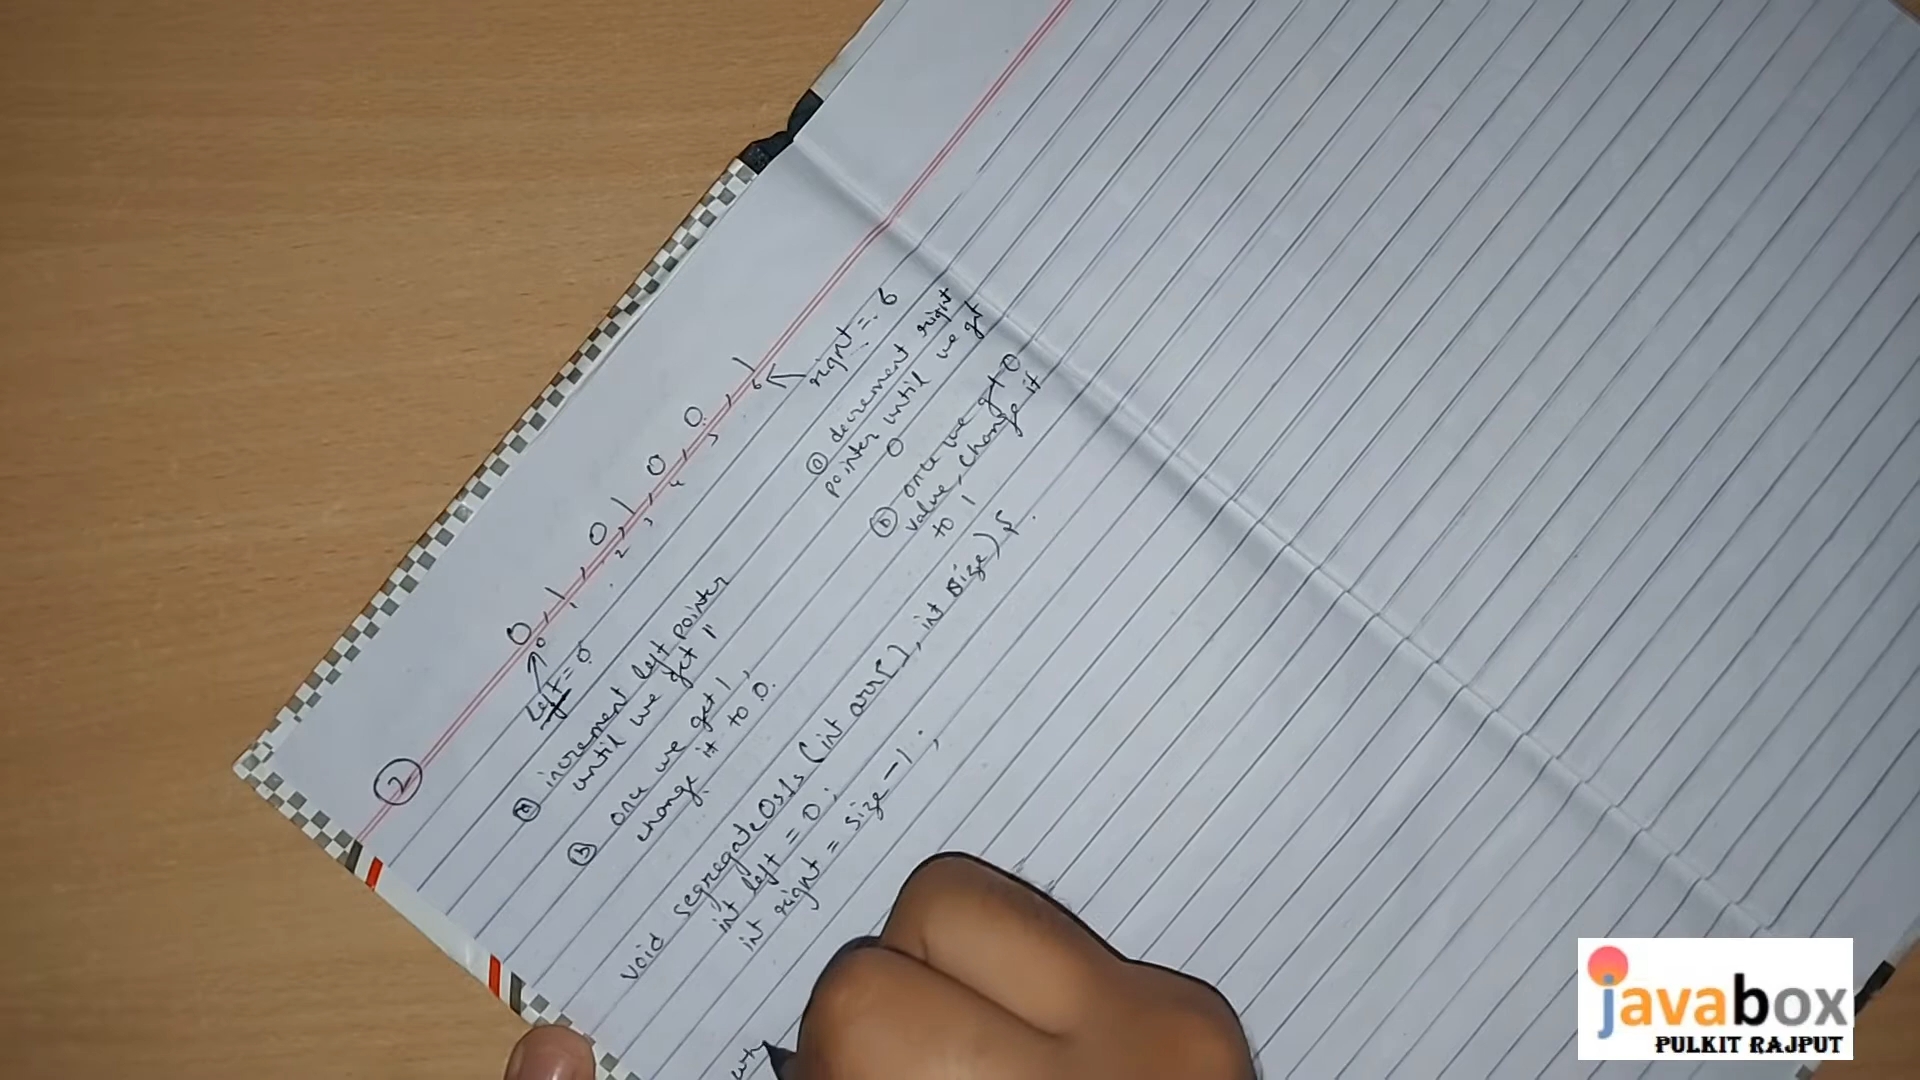 2
0, 1, 0, 1, 0, 0, 1
0 1 2 3 4 5 6
left = 0
right = 6
(a) increment left pointer
until we get 1
(b) once we get 1,
change it to 0.
(a) decrement right
pointer until we get
0
(b) once we get 0
value, change it
to 1
void segregate0s1s (int arr[], int size) {
int left = 0;
int right = size - 1;
wh
javabox
PULKIT RAJPUT